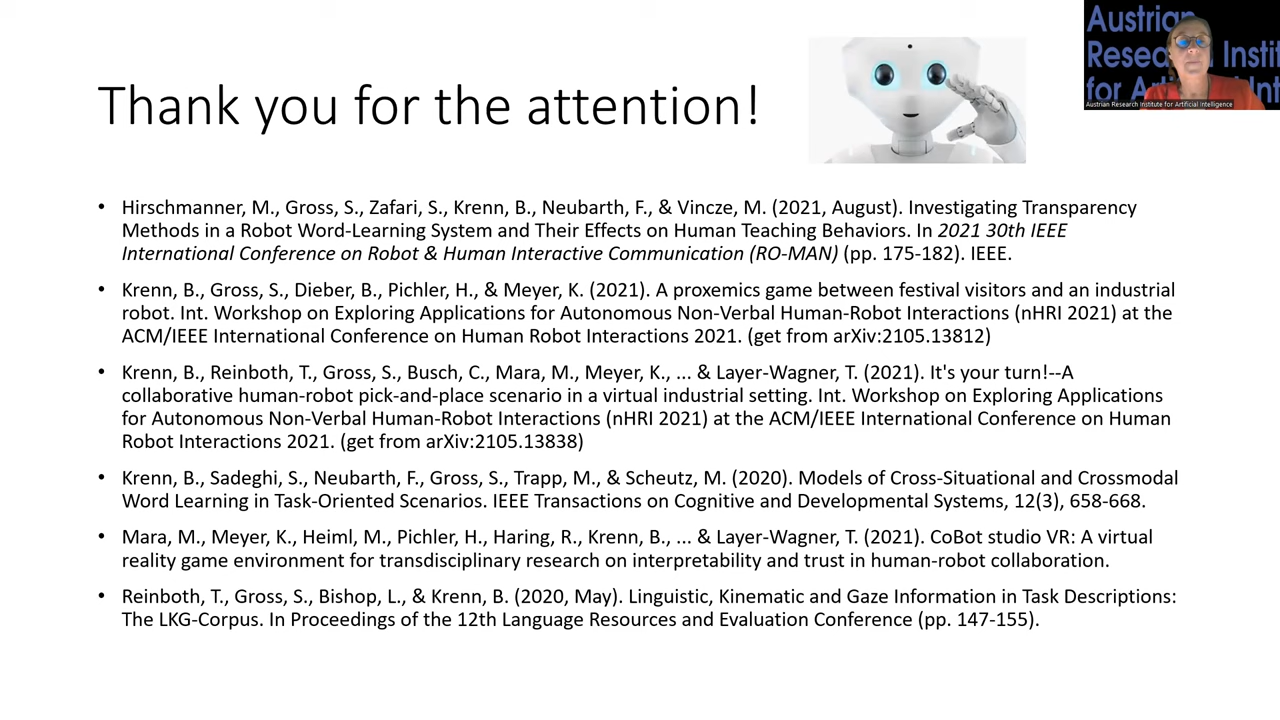 Thank you for the attention!
Austrian
Research Instit
for Art Int
Austrian Research Institute for Artificial Intelligence
• Hirschmanner, M., Gross, S., Zafari, S., Krenn, B., Neubarth, F., & Vincze, M. (2021, August). Investigating Transparency
Methods in a Robot Word-Learning System and Their Effects on Human Teaching Behaviors. In 2021 30th IEEE
International Conference on Robot & Human Interactive Communication (RO-MAN) (pp. 175-182). IEEE.
• Krenn, B., Gross, S., Dieber, B., Pichler, H., & Meyer, K. (2021). A proxemics game between festival visitors and an industrial
robot. Int. Workshop on Exploring Applications for Autonomous Non-Verbal Human-Robot Interactions (nHRI 2021) at the
ACM/IEEE International Conference on Human Robot Interactions 2021. (get from arXiv:2105.13812)
• Krenn, B., Reinboth, T., Gross, S., Busch, C., Mara, M., Meyer, K., ... & Layer-Wagner, T. (2021). It's your turn!--A
collaborative human-robot pick-and-place scenario in a virtual industrial setting. Int. Workshop on Exploring Applications
for Autonomous Non-Verbal Human-Robot Interactions (nHRI 2021) at the ACM/IEEE International Conference on Human
Robot Interactions 2021. (get from arXiv:2105.13838)
• Krenn, B., Sadeghi, S., Neubarth, F., Gross, S., Trapp, M., & Scheutz, M. (2020). Models of Cross-Situational and Crossmodal
Word Learning in Task-Oriented Scenarios. IEEE Transactions on Cognitive and Developmental Systems, 12(3), 658-668.
• Mara, M., Meyer, K., Heiml, M., Pichler, H., Haring, R., Krenn, B., ... & Layer-Wagner, T. (2021). CoBot studio VR: A virtual
reality game environment for transdisciplinary research on interpretability and trust in human-robot collaboration.
• Reinboth, T., Gross, S., Bishop, L., & Krenn, B. (2020, May). Linguistic, Kinematic and Gaze Information in Task Descriptions:
The LKG-Corpus. In Proceedings of the 12th Language Resources and Evaluation Conference (pp. 147-155).